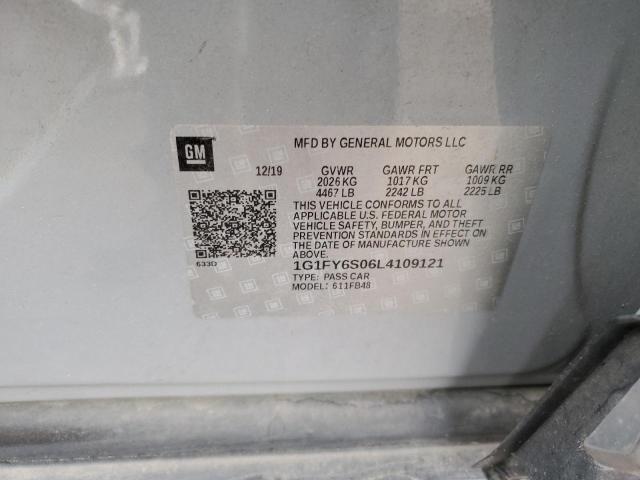 GM
MFD BY GENERAL MOTORS LLC
12/19 GVWR GAWR FRT GAWR RR
2026 KG 1017 KG 1009 KG
4467 LB 2242 LB 2225 LB
THIS VEHICLE CONFORMS TO ALL
APPLICABLE U.S. FEDERAL MOTOR
VEHICLE SAFETY, BUMPER, AND THEFT
PREVENTION STANDARDS IN EFFECT ON
THE DATE OF MANUFACTURE SHOWN
ABOVE.
633D 1G1FY6S06L4109121
TYPE: PASS CAR
MODEL: 611FB48